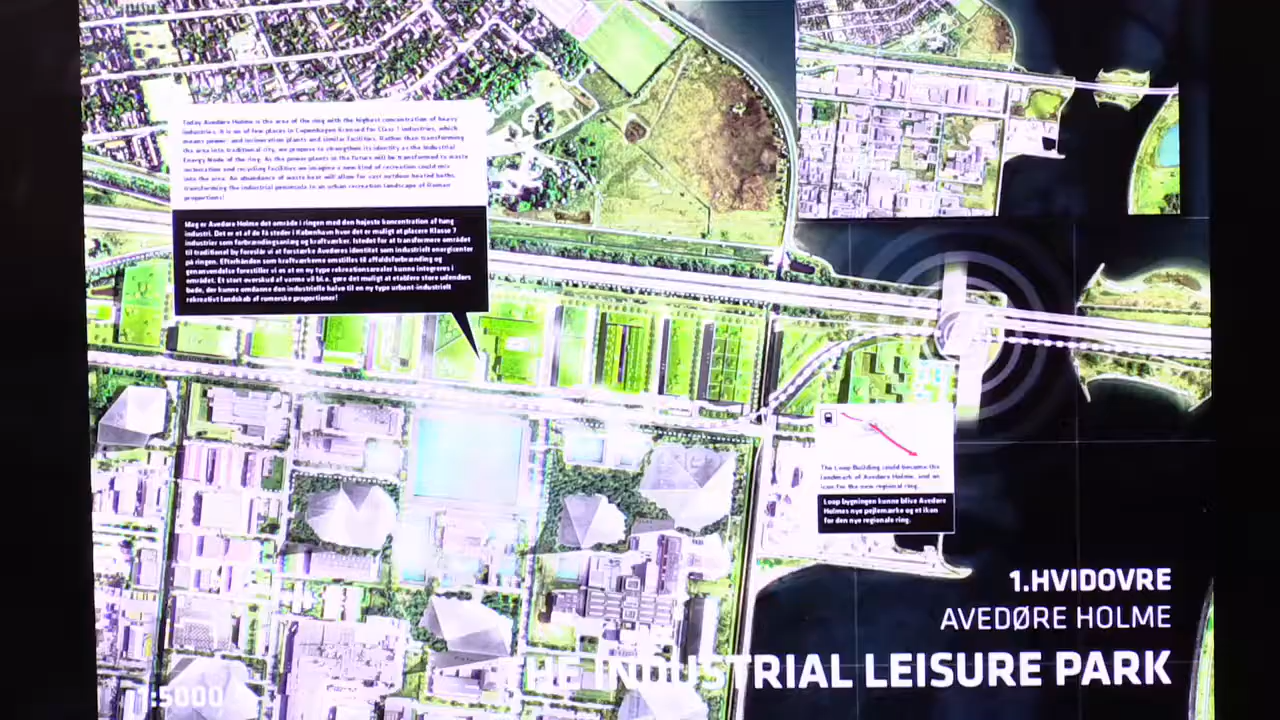 Today Avedøre Holme is the area of the ring with the highest concentration of heavy
industries. It is on of few places in Copenhagen licensed for Class 7 industries, which
means power- and incineration plants and similar facilities. Rather than transforming
the area into traditional city, we propose to strengthen its identity as the Industrial
Energy Node of the ring. As the power plants in the future will be transformed to waste
incineration and recycling facilities we imagine a new kind of recreation could mix
into the area. An abundance of waste heat will allow for vast outdoor heated baths,
transforming the industrial peninsula in an urban recreation landscape of Roman
proportions!
Idag er Avedøre Holme det område i ringen med den højeste koncentration af tung
industri. Det er et af de få steder i København hvor det er muligt at placere Klasse 7
industrier som forbrændingsanlæg og kraftværker. Istedet for at transformere området
til traditionel by foreslår vi at forstærke Avedøres identitet som industriel energicenter
på ringen. Efterhånden som kraftværkerne omstilles til affaldsforbrænding og
genanvendelse forestiller vi os at en ny type rekreationsarealer kunne integreres i
området. Et stort overskud af varme vil bl.a. gøre det muligt at etablere store udendørs
bade, der kunne omdanne den industrielle halvø til en ny type urbant-industrielt
rekreativt landskab af romerske proportioner!
The Loop Building could become the
landmark of Avedøre Holme, and an
icon for the new regional ring.
Loop bygningen kunne blive Avedøre
Holmes nye pejlemærke og et ikon
for den nye regionale ring.
1.HVIDOVRE
AVEDØRE HOLME
THE INDUSTRIAL LEISURE PARK
1:5000